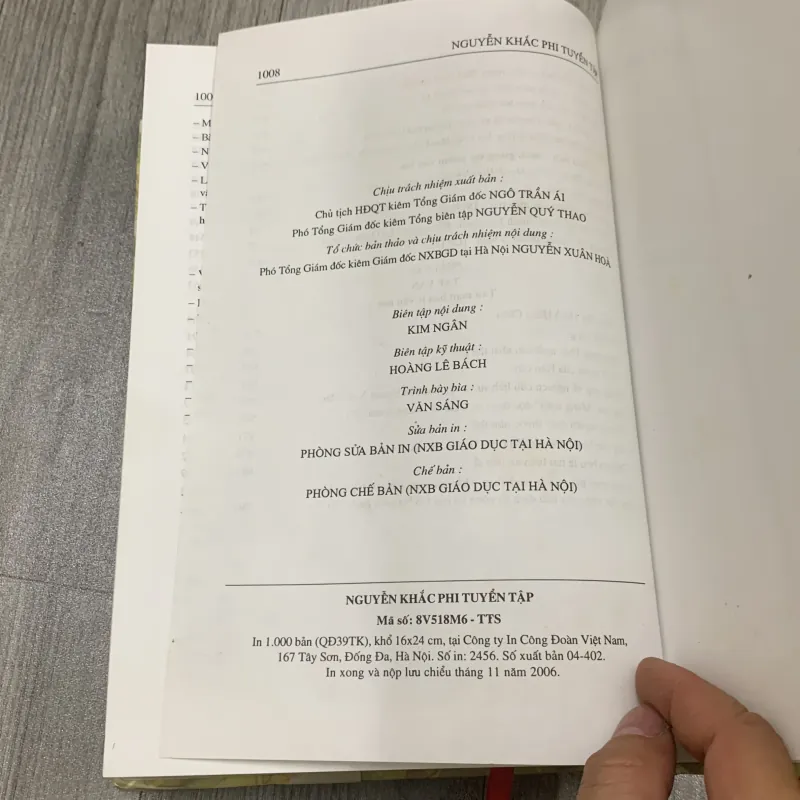 1008
NGUYỄN KHẮC PHI TUYỂN TẬP
100
– M
– B
– N
– V
– L
vi
– T
h
Chịu trách nhiệm xuất bản :
Chủ tịch HĐQT kiêm Tổng Giám đốc NGÔ TRẦN ÁI
Phó Tổng Giám đốc kiêm Tổng biên tập NGUYỄN QUÝ THAO
Tổ chức bản thảo và chịu trách nhiệm nội dung :
Phó Tổng Giám đốc kiêm Giám đốc NXBGD tại Hà Nội NGUYỄN XUÂN HOÀ
Biên tập nội dung :
KIM NGÂN
Biên tập kỹ thuật :
HOÀNG LÊ BÁCH
Trình bày bìa :
VĂN SÁNG
Sửa bản in :
PHÒNG SỬA BẢN IN (NXB GIÁO DỤC TẠI HÀ NỘI)
Chế bản :
PHÒNG CHẾ BẢN (NXB GIÁO DỤC TẠI HÀ NỘI)
NGUYỄN KHẮC PHI TUYỂN TẬP
Mã số: 8V518M6 - TTS
In 1.000 bản (QĐ39TK), khổ 16x24 cm, tại Công ty In Công Đoàn Việt Nam,
167 Tây Sơn, Đống Đa, Hà Nội. Số in: 2456. Số xuất bản 04-402.
In xong và nộp lưu chiểu tháng 11 năm 2006.